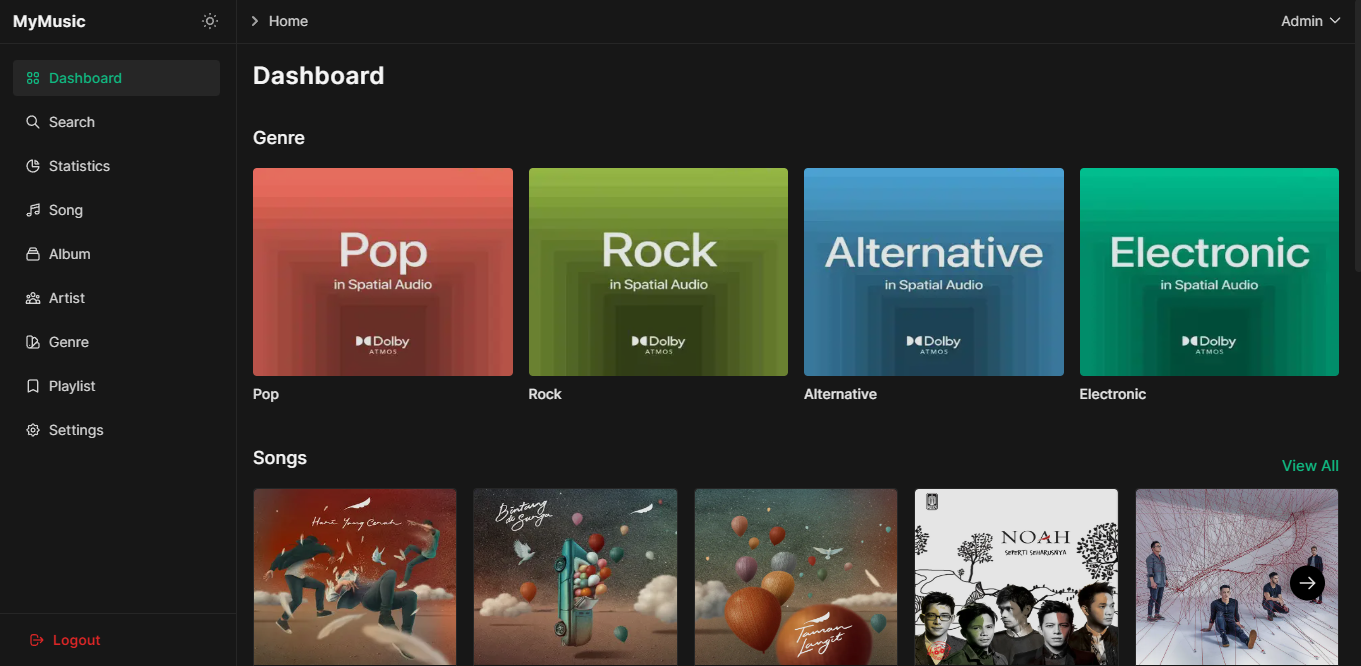 MyMusic
Home
Admin
Dashboard
Search
Statistics
Song
Album
Artist
Genre
Playlist
Settings
Logout
Dashboard
Genre
Pop
in Spatial Audio
Dolby
ATMOS
Rock
in Spatial Audio
Dolby
ATMOS
Alternative
in Spatial Audio
Dolby
ATMOS
Electronic
in Spatial Audio
Dolby
ATMOS
Pop
Rock
Alternative
Electronic
Songs
View All
Hari Yang Cerah
Bintang
di Surga
Taman
Langit
NOAH
SEPERTI SEHARUSNYA